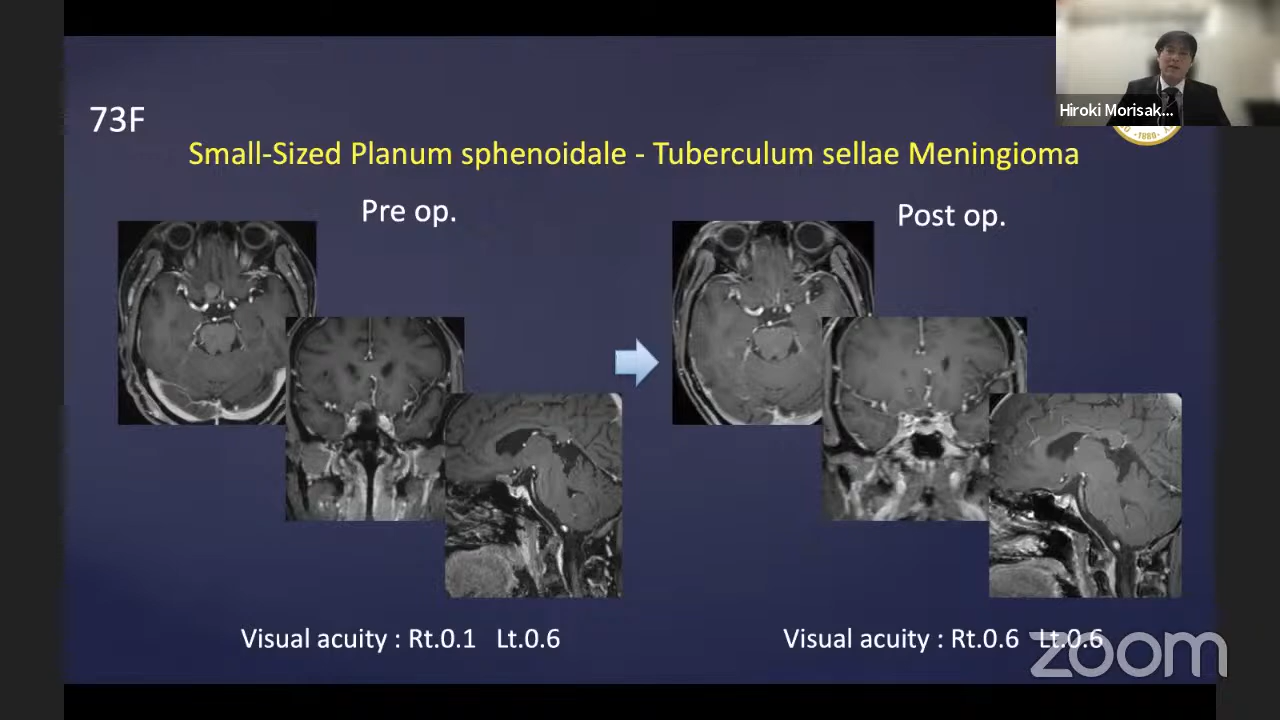 Hiroki Morisak...
1880
73F
Small-Sized Planum sphenoidale - Tuberculum sellae Meningioma
Pre op.
Post op.
Visual acuity : Rt.0.1 Lt.0.6
Visual acuity : Rt.0.6 Lt.0.6
zoom